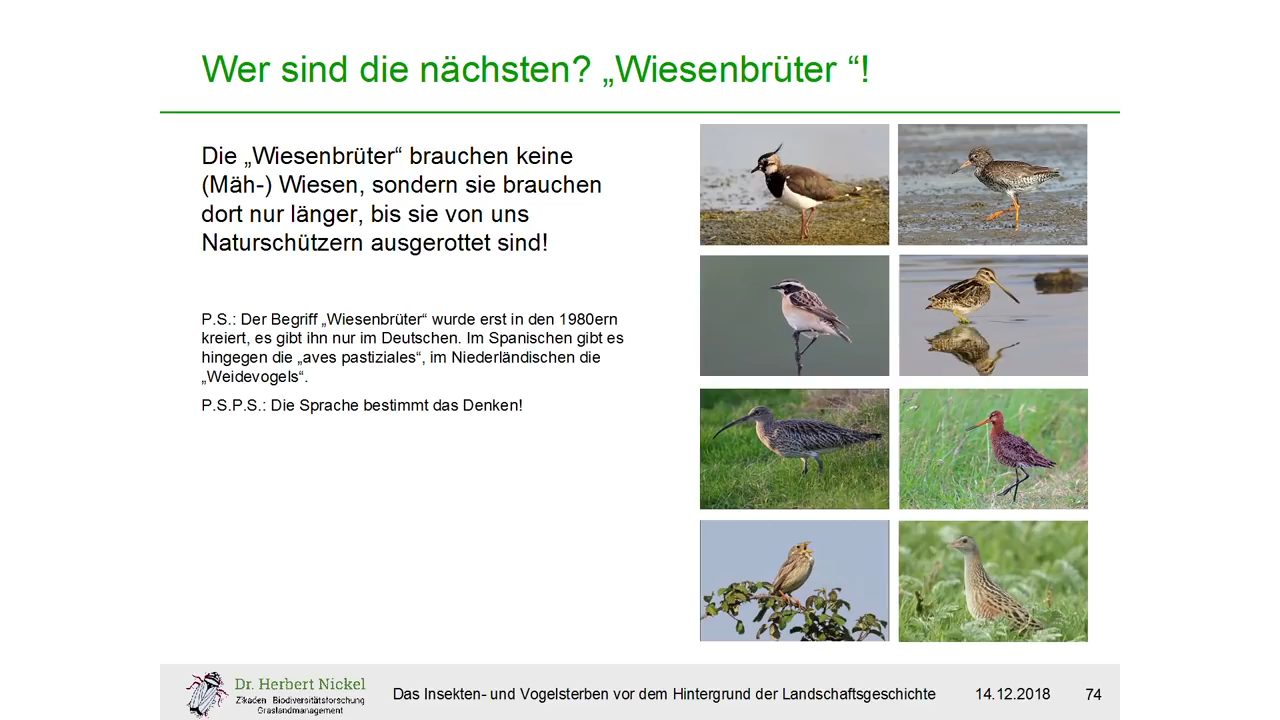 Wer sind die nächsten? „Wiesenbrüter “!
Die „Wiesenbrüter“ brauchen keine
(Mäh-) Wiesen, sondern sie brauchen
dort nur länger, bis sie von uns
Naturschützern ausgerottet sind!
P.S.: Der Begriff „Wiesenbrüter“ wurde erst in den 1980ern
kreiert, es gibt ihn nur im Deutschen. Im Spanischen gibt es
hingegen die „aves pastiziales“, im Niederländischen die
„Weidevogels“.
P.S.P.S.: Die Sprache bestimmt das Denken!
Dr. Herbert Nickel
Zikaden Biodiversitätsforschung
Graslandmanagement
Das Insekten- und Vogelsterben vor dem Hintergrund der Landschaftsgeschichte
14.12.2018
74